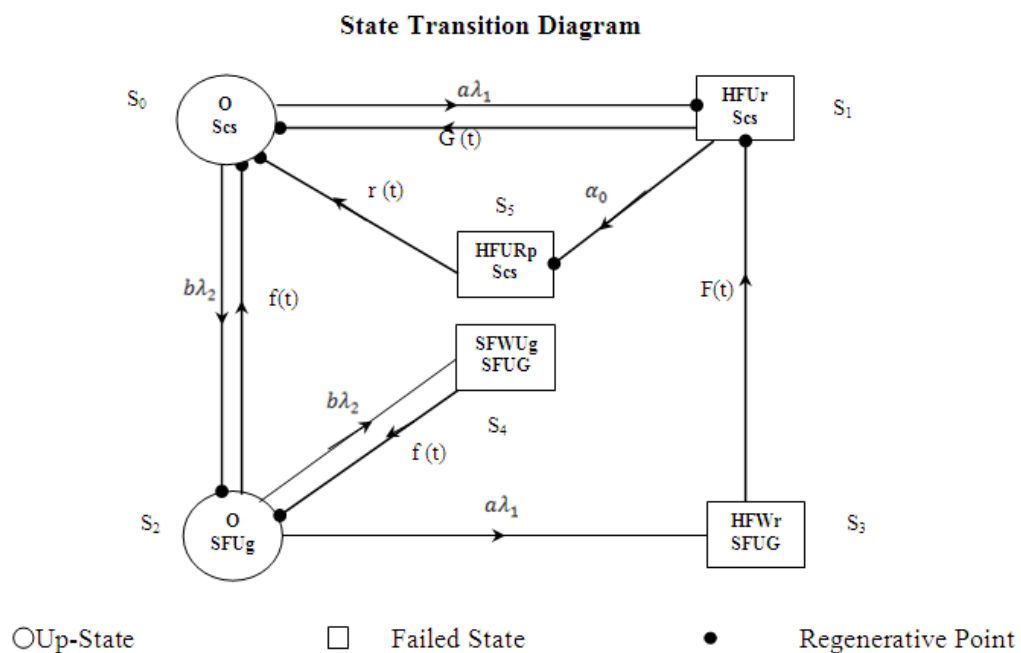 State Transition Diagram
S₀
O
Scs
aλ₁
G (t)
HFUr
Scs
S₁
r (t)
S₅
α₀
HFURp
Scs
bλ₂
f(t)
F(t)
SFWUg
SFUG
bλ₂
S₄
f (t)
S₂
O
SFUg
aλ₁
HFWr
SFUG
S₃
Up-State
Failed State
Regenerative Point